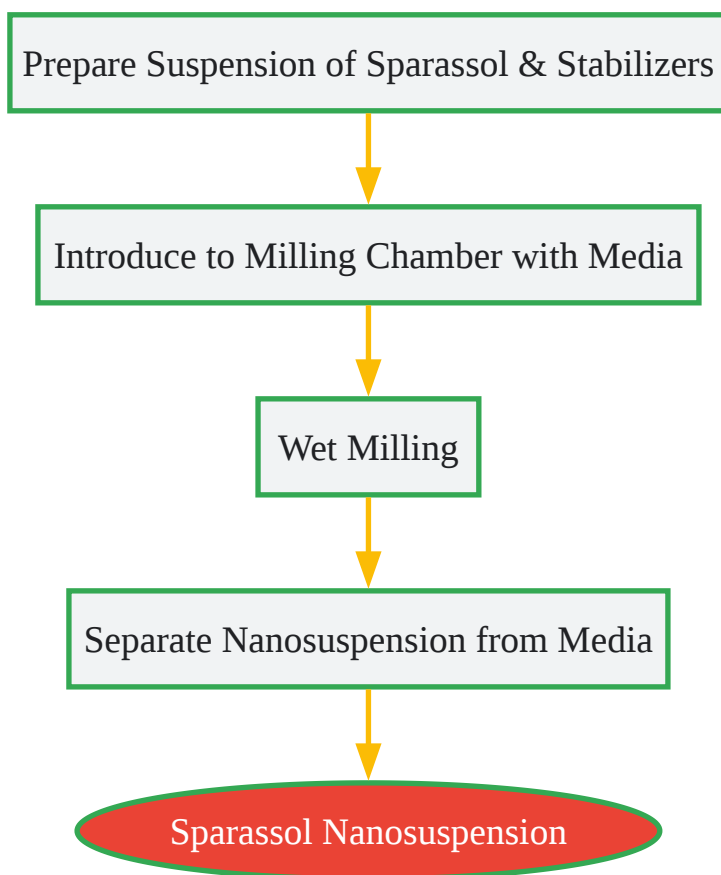 Prepare Suspension of Sparassol & Stabilizers
Introduce to Milling Chamber with Media
Wet Milling
Separate Nanosuspension from Media
Sparassol Nanosuspension